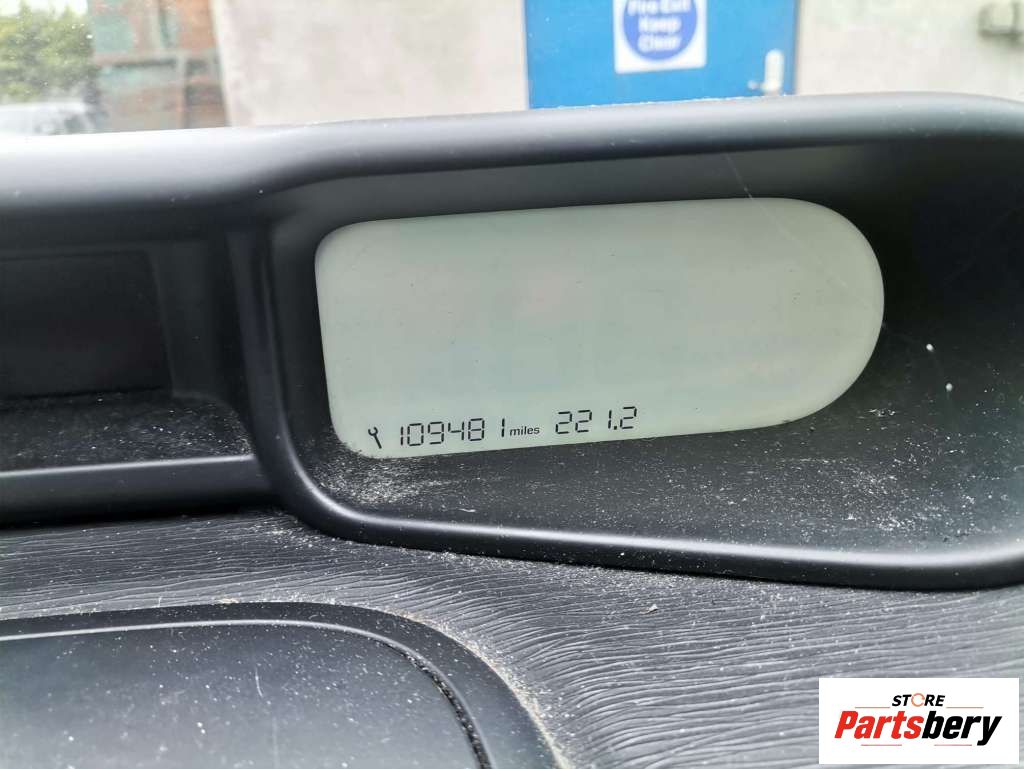 Fire Exit
Keep
Clear
109481 miles 221.2
STORE
Partsbery